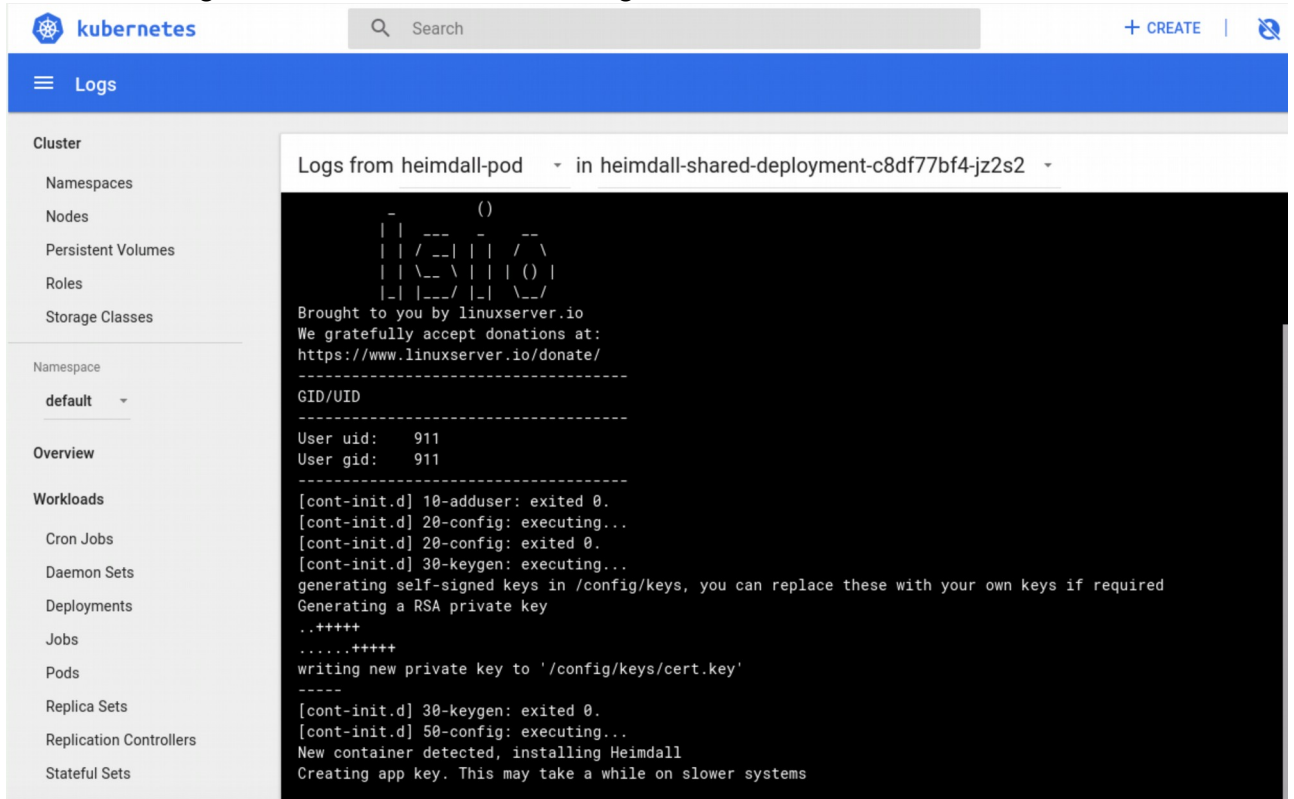 kubernetes
Search
+ CREATE
Logs
Cluster
Namespaces
Nodes
Persistent Volumes
Roles
Storage Classes
Namespace
default
Overview
Workloads
Cron Jobs
Daemon Sets
Deployments
Jobs
Pods
Replica Sets
Replication Controllers
Stateful Sets
Logs from heimdall-pod in heimdall-shared-deployment-c8df77bf4-jz2s2
          _         ()
         | |  ___   _    __
         | | / __| | |  /  \
         | | \__ \ | | | () |
         |_| |___/ |_|  \__/
Brought to you by linuxserver.io
We gratefully accept donations at:
https://www.linuxserver.io/donate/
-------------------------------------
GID/UID
-------------------------------------
User uid:    911
User gid:    911
-------------------------------------
[cont-init.d] 10-adduser: exited 0.
[cont-init.d] 20-config: executing...
[cont-init.d] 20-config: exited 0.
[cont-init.d] 30-keygen: executing...
generating self-signed keys in /config/keys, you can replace these with your own keys if required
Generating a RSA private key
..+++++
......+++++
writing new private key to '/config/keys/cert.key'
-----
[cont-init.d] 30-keygen: exited 0.
[cont-init.d] 50-config: executing...
New container detected, installing Heimdall
Creating app key. This may take a while on slower systems